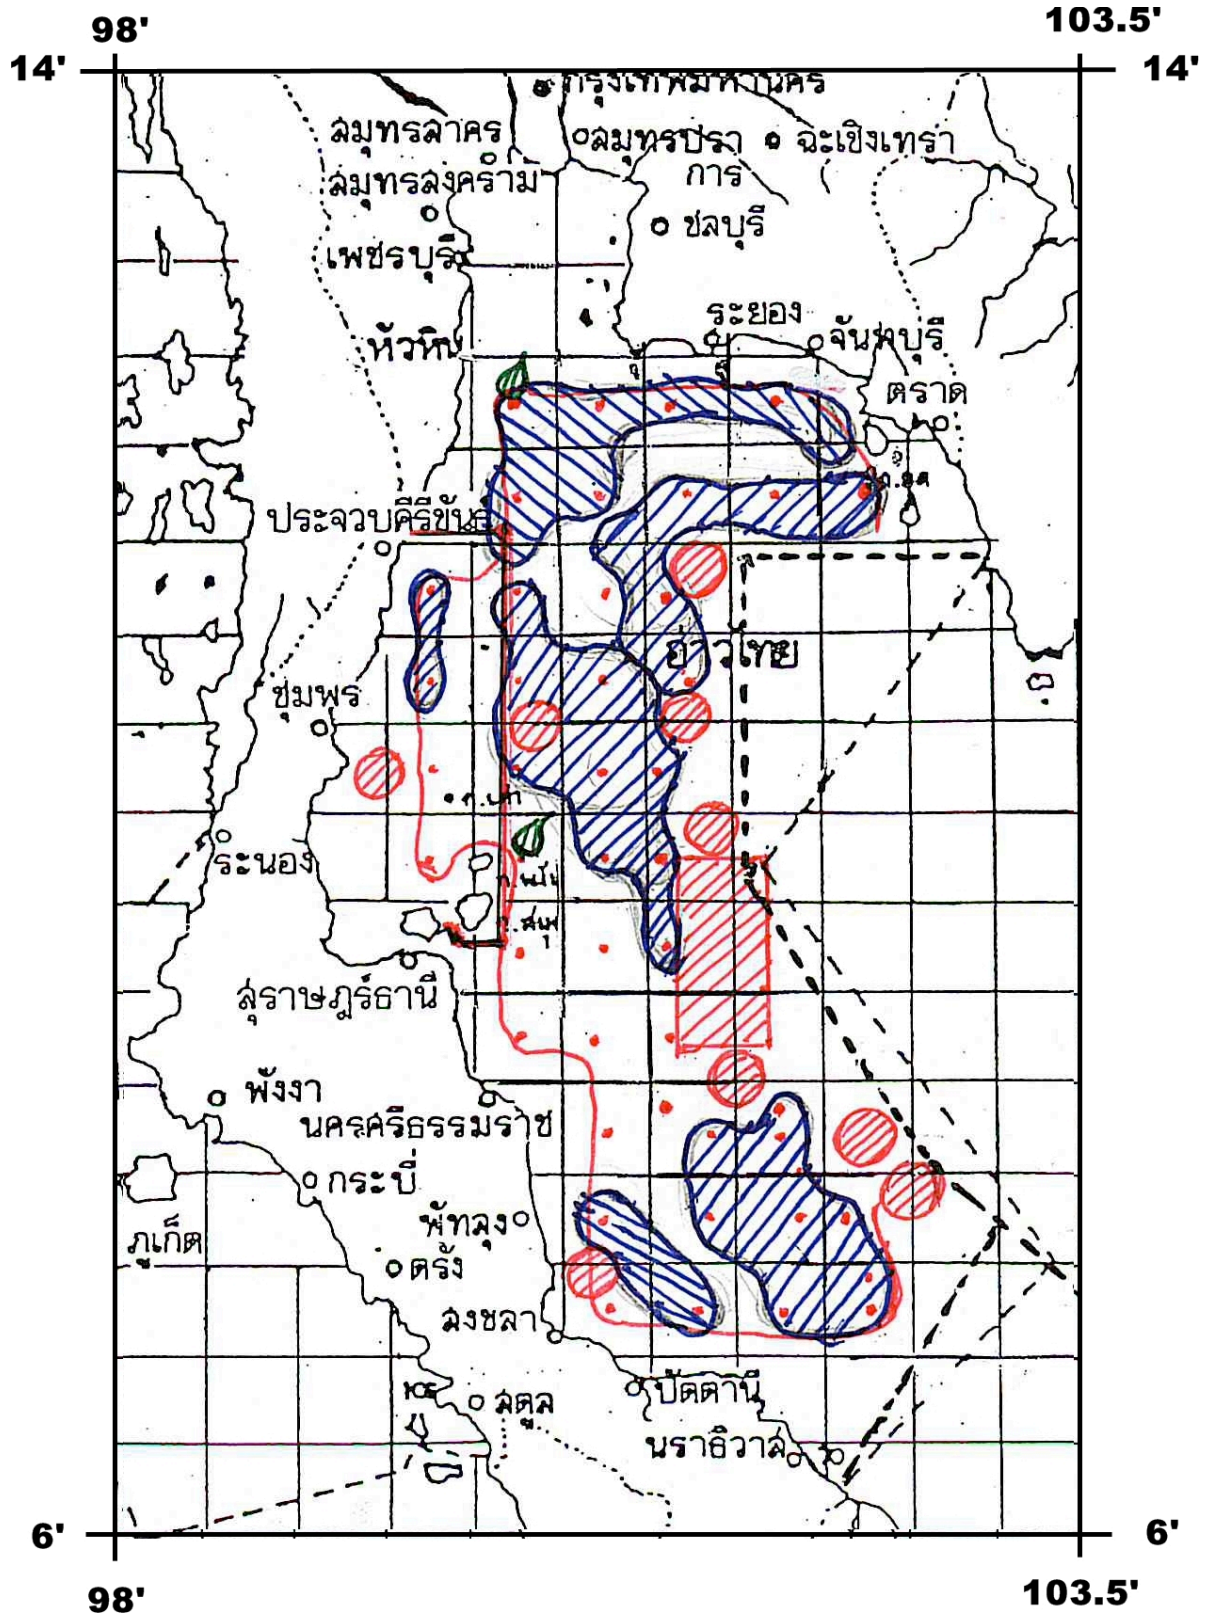 98'
103.5'
14'
14'
กรุงเทพมหานคร
สมุทรสาคร
สมุทรปรา
การ
ฉะเชิงเทรา
สมุทรสงคราม
ชลบุรี
เพชรบุรี
ระยอง
จันทบุรี
หัวหิน
ตราด
ประจวบคีรีขันธ์
อ่าวไทย
ชุมพร
ระนอง
สุราษฎร์ธานี
พังงา
นครศรีธรรมราช
กระบี่
พัทลุง
ภูเก็ต
ตรัง
สงขลา
ปัตตานี
สตูล
นราธิวาส
6'
6'
98'
103.5'